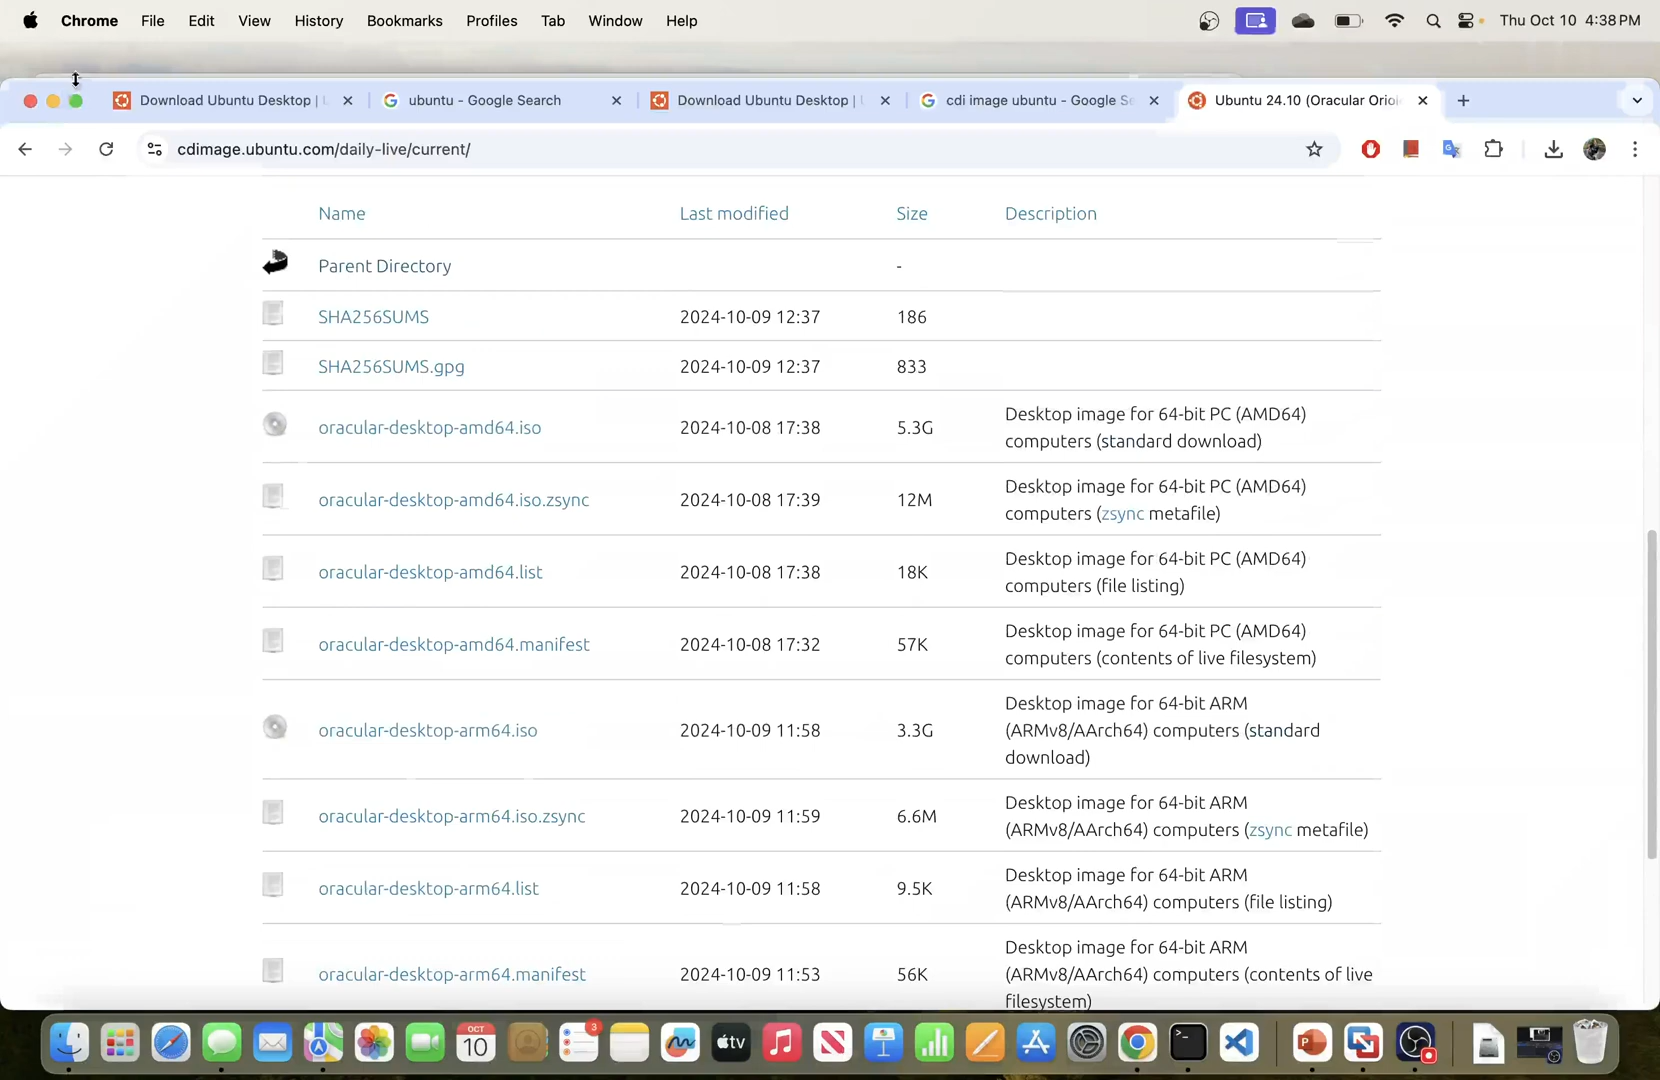 Chrome File Edit View History Bookmarks Profiles Tab Window Help Thu Oct 10 4:38 PM
Download Ubuntu Desktop | ubuntu - Google Search Download Ubuntu Desktop | cdi image ubuntu - Google Se Ubuntu 24.10 (Oracular Oriol
cdimage.ubuntu.com/daily-live/current/
Name Last modified Size Description
Parent Directory -
SHA256SUMS 2024-10-09 12:37 186
SHA256SUMS.gpg 2024-10-09 12:37 833
oracular-desktop-amd64.iso 2024-10-08 17:38 5.3G Desktop image for 64-bit PC (AMD64)
computers (standard download)
oracular-desktop-amd64.iso.zsync 2024-10-08 17:39 12M Desktop image for 64-bit PC (AMD64)
computers (zsync metafile)
oracular-desktop-amd64.list 2024-10-08 17:38 18K Desktop image for 64-bit PC (AMD64)
computers (file listing)
oracular-desktop-amd64.manifest 2024-10-08 17:32 57K Desktop image for 64-bit PC (AMD64)
computers (contents of live filesystem)
Desktop image for 64-bit ARM
oracular-desktop-arm64.iso 2024-10-09 11:58 3.3G (ARMv8/AArch64) computers (standard
download)
oracular-desktop-arm64.iso.zsync 2024-10-09 11:59 6.6M Desktop image for 64-bit ARM
(ARMv8/AArch64) computers (zsync metafile)
oracular-desktop-arm64.list 2024-10-09 11:58 9.5K Desktop image for 64-bit ARM
(ARMv8/AArch64) computers (file listing)
Desktop image for 64-bit ARM
oracular-desktop-arm64.manifest 2024-10-09 11:53 56K (ARMv8/AArch64) computers (contents of live
filesystem)
OCT
10
3
tv